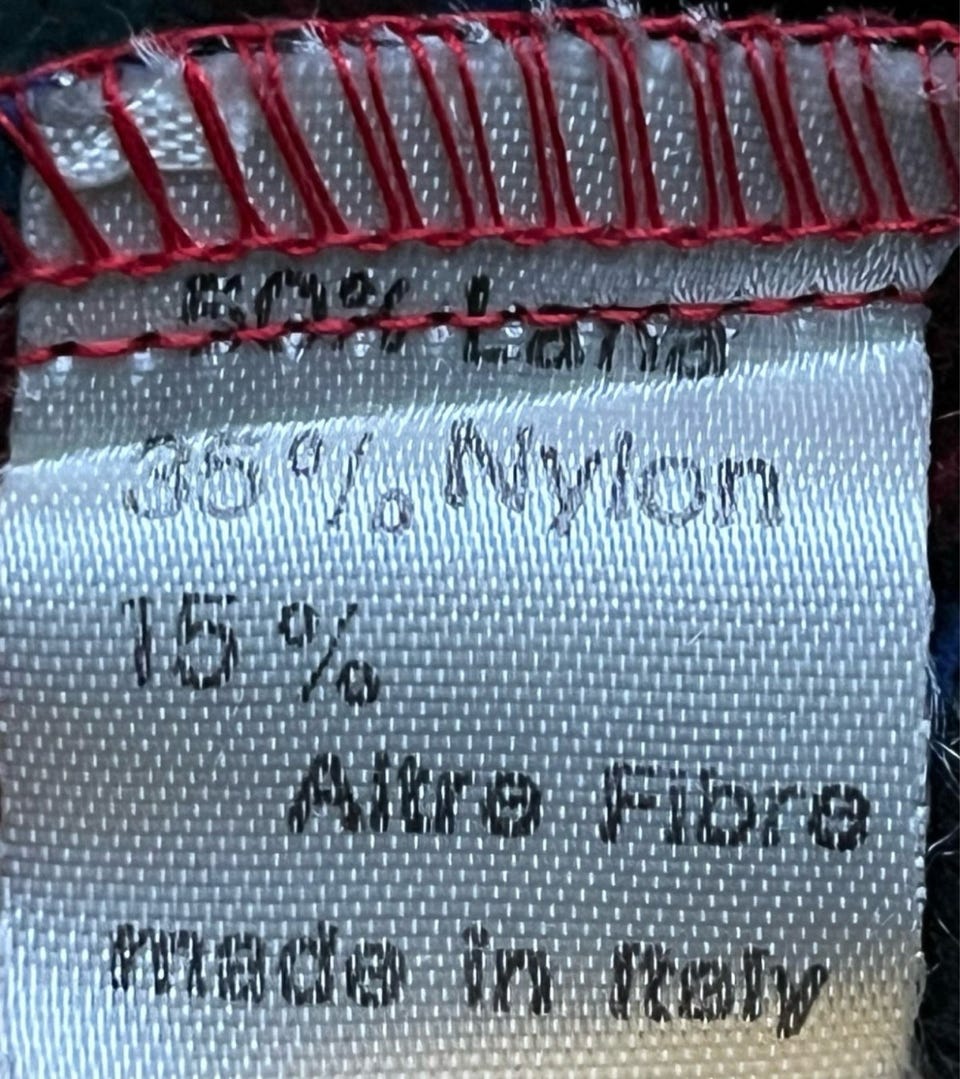 50% Lana
35% Nylon
15%
Altre Fibre
made in Italy